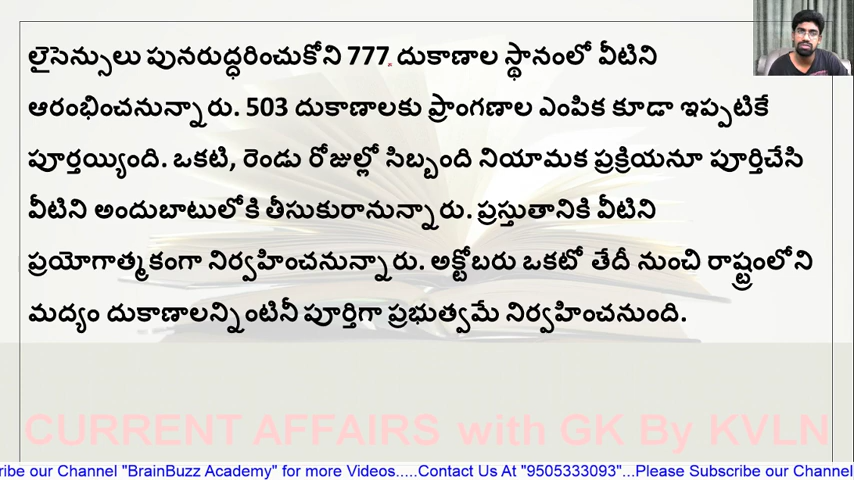 లైసెన్సులు పునరుద్ధరించుకోని 777 దుకాణాల స్థానంలో వీటిని
ఆరంభించనున్నారు. 503 దుకాణాలకు ప్రాంగణాల ఎంపిక కూడా ఇప్పటికే
పూర్తయ్యింది. ఒకటి, రెండు రోజుల్లో సిబ్బంది నియామక ప్రక్రియనూ పూర్తిచేసి
వీటిని అందుబాటులోకి తీసుకురానున్నారు. ప్రస్తుతానికి వీటిని
ప్రయోగాత్మకంగా నిర్వహించనున్నారు. అక్టోబరు ఒకటో తేదీ నుంచి రాష్ట్రంలోని
మద్యం దుకాణాలన్నింటినీ పూర్తిగా ప్రభుత్వమే నిర్వహించనుంది.
CURRENT AFFAIRS with GK By KVLN
ribe our Channel "BrainBuzz Academy" for more Videos.....Contact Us At "9505333093"...Please Subscribe our Channel